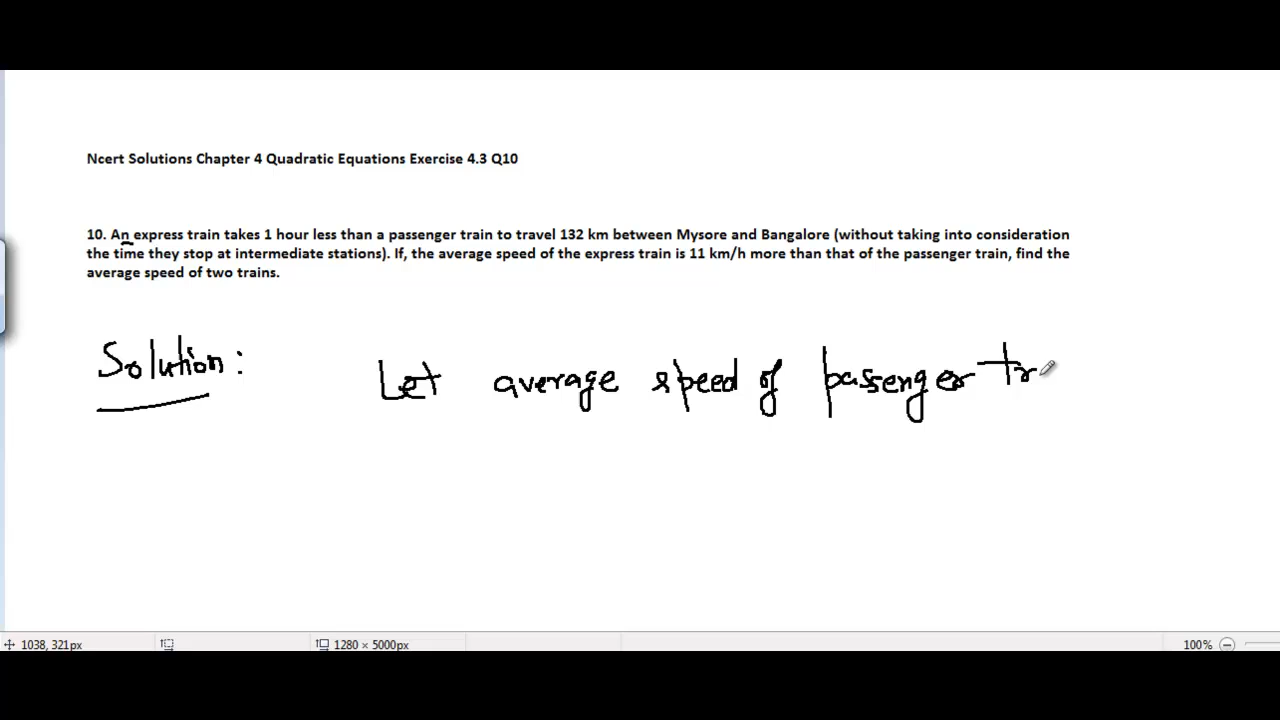 Ncert Solutions Chapter 4 Quadratic Equations Exercise 4.3 Q10
10. An express train takes 1 hour less than a passenger train to travel 132 km between Mysore and Bangalore (without taking into consideration
the time they stop at intermediate stations). If, the average speed of the express train is 11 km/h more than that of the passenger train, find the
average speed of two trains.
Solution: Let average speed of passenger tr
1038, 321px 1280 × 5000px 100%